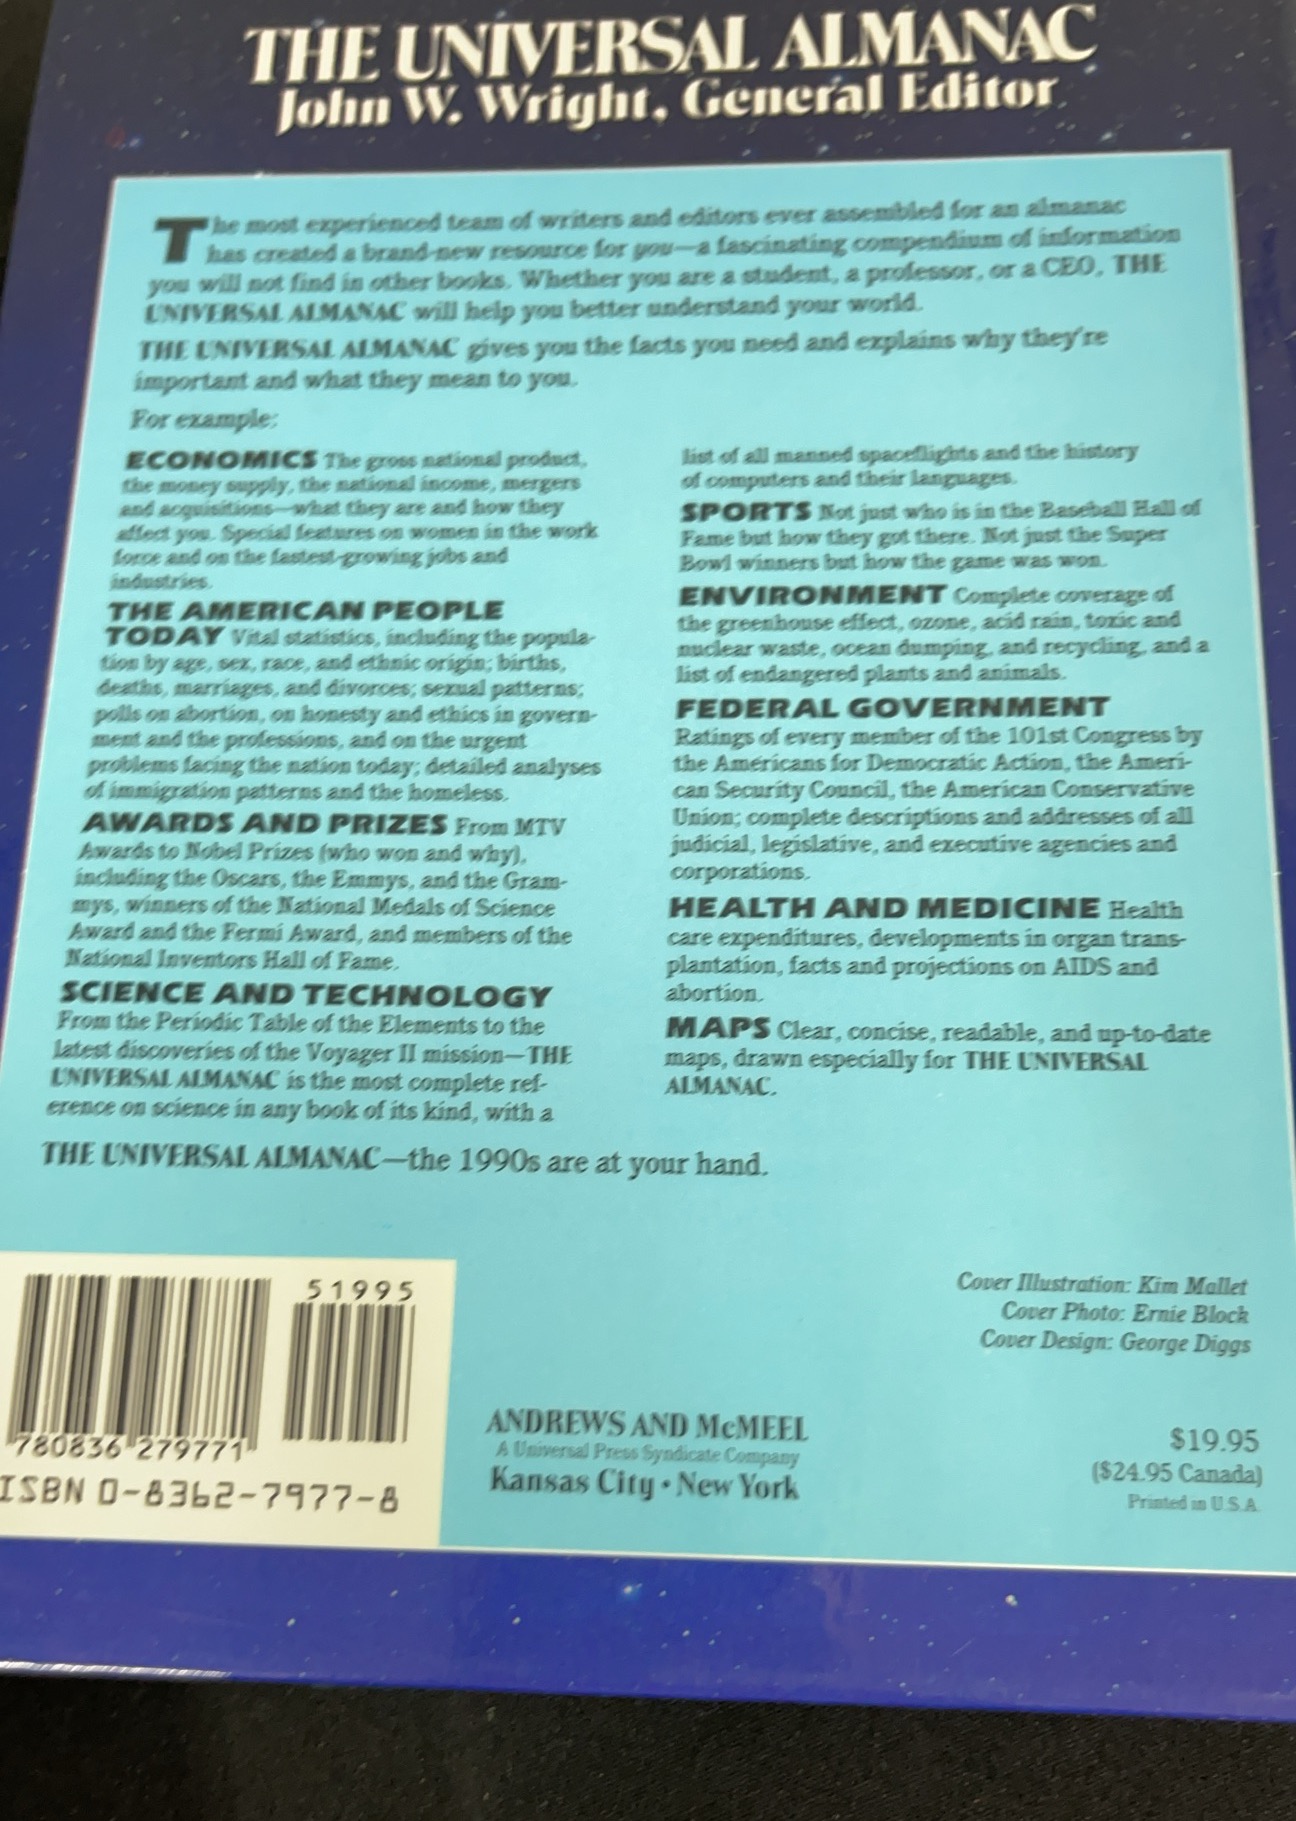 THE UNIVERSAL ALMANAC
John W. Wright, General Editor
The most experienced team of writers and editors ever assembled for an almanac
has created a brand-new resource for you—a fascinating compendium of information
you will not find in other books. Whether you are a student, a professor, or a CEO, THE
UNIVERSAL ALMANAC will help you better understand your world.
THE UNIVERSAL ALMANAC gives you the facts you need and explains why they're
important and what they mean to you.
For example:
ECONOMICS The gross national product,
the money supply, the national income, mergers
and acquisitions—what they are and how they
affect you. Special features on women in the work
force and on the fastest-growing jobs and
industries.
THE AMERICAN PEOPLE
TODAY Vital statistics, including the popula-
tion by age, sex, race, and ethnic origin; births,
deaths, marriages, and divorces; sexual patterns;
polls on abortion, on honesty and ethics in govern-
ment and the professions, and on the urgent
problems facing the nation today; detailed analyses
of immigration patterns and the homeless.
AWARDS AND PRIZES From MTV
Awards to Nobel Prizes (who won and why),
including the Oscars, the Emmys, and the Gram-
mys, winners of the National Medals of Science
Award and the Fermi Award, and members of the
National Inventors Hall of Fame.
SCIENCE AND TECHNOLOGY
From the Periodic Table of the Elements to the
latest discoveries of the Voyager II mission—THE
UNIVERSAL ALMANAC is the most complete ref-
erence on science in any book of its kind, with a
list of all manned spaceflights and the history
of computers and their languages.
SPORTS Not just who is in the Baseball Hall of
Fame but how they got there. Not just the Super
Bowl winners but how the game was won.
ENVIRONMENT Complete coverage of
the greenhouse effect, ozone, acid rain, toxic and
nuclear waste, ocean dumping, and recycling, and a
list of endangered plants and animals.
FEDERAL GOVERNMENT
Ratings of every member of the 101st Congress by
the Americans for Democratic Action, the Ameri-
can Security Council, the American Conservative
Union; complete descriptions and addresses of all
judicial, legislative, and executive agencies and
corporations.
HEALTH AND MEDICINE Health
care expenditures, developments in organ trans-
plantation, facts and projections on AIDS and
abortion.
MAPS Clear, concise, readable, and up-to-date
maps, drawn especially for THE UNIVERSAL
ALMANAC.
THE UNIVERSAL ALMANAC—the 1990s are at your hand.
51995
780836 279771
ISBN 0-8362-7977-8
Cover Illustration: Kim Mallet
Cover Photo: Ernie Block
Cover Design: George Diggs
ANDREWS AND McMEEL
A Universal Press Syndicate Company
Kansas City • New York
$19.95
($24.95 Canada)
Printed in U.S.A.